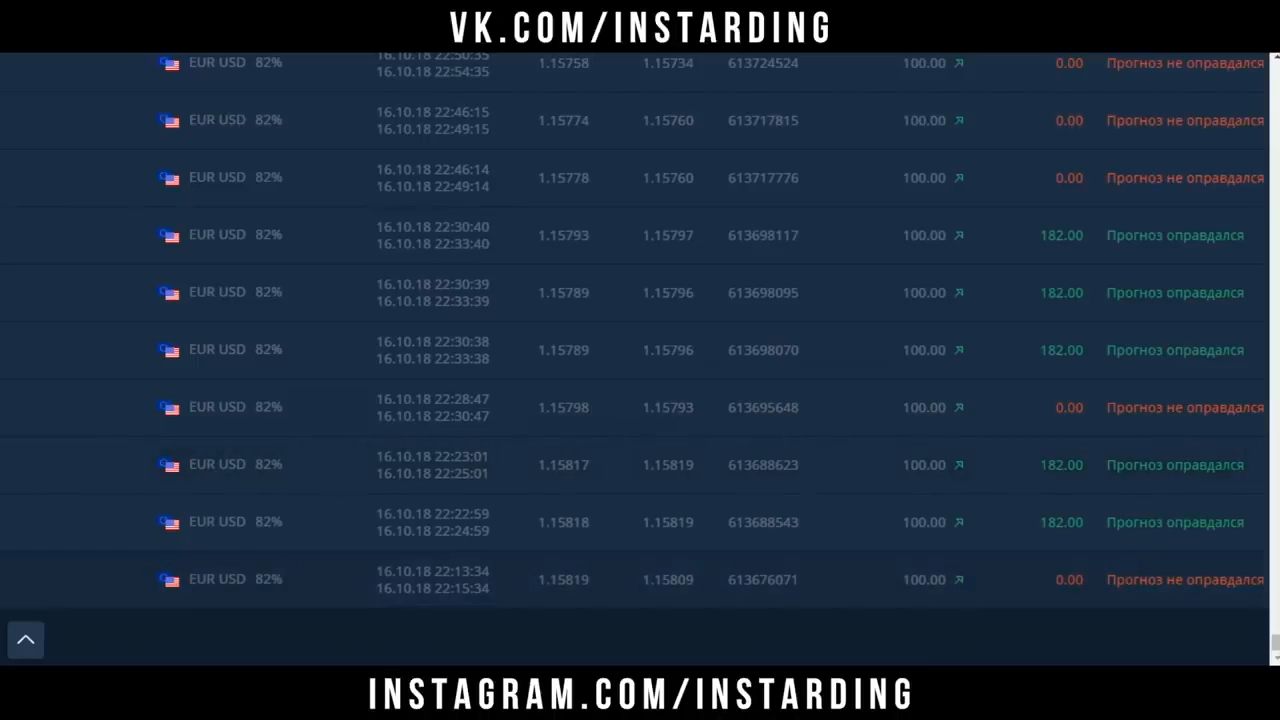 VK.COM/INSTARDING
EUR USD 82% 16.10.18 22:50:35 1.15758 1.15734 613724524 100.00 0.00 Прогноз не оправдался
16.10.18 22:54:35
EUR USD 82% 16.10.18 22:46:15 1.15774 1.15760 613717815 100.00 0.00 Прогноз не оправдался
16.10.18 22:49:15
EUR USD 82% 16.10.18 22:46:14 1.15778 1.15760 613717776 100.00 0.00 Прогноз не оправдался
16.10.18 22:49:14
EUR USD 82% 16.10.18 22:30:40 1.15793 1.15797 613698117 100.00 182.00 Прогноз оправдался
16.10.18 22:33:40
EUR USD 82% 16.10.18 22:30:39 1.15789 1.15796 613698095 100.00 182.00 Прогноз оправдался
16.10.18 22:33:39
EUR USD 82% 16.10.18 22:30:38 1.15789 1.15796 613698070 100.00 182.00 Прогноз оправдался
16.10.18 22:33:38
EUR USD 82% 16.10.18 22:28:47 1.15798 1.15793 613695648 100.00 0.00 Прогноз не оправдался
16.10.18 22:30:47
EUR USD 82% 16.10.18 22:23:01 1.15817 1.15819 613688623 100.00 182.00 Прогноз оправдался
16.10.18 22:25:01
EUR USD 82% 16.10.18 22:22:59 1.15818 1.15819 613688543 100.00 182.00 Прогноз оправдался
16.10.18 22:24:59
EUR USD 82% 16.10.18 22:13:34 1.15819 1.15809 613676071 100.00 0.00 Прогноз не оправдался
16.10.18 22:15:34
INSTAGRAM.COM/INSTARDING